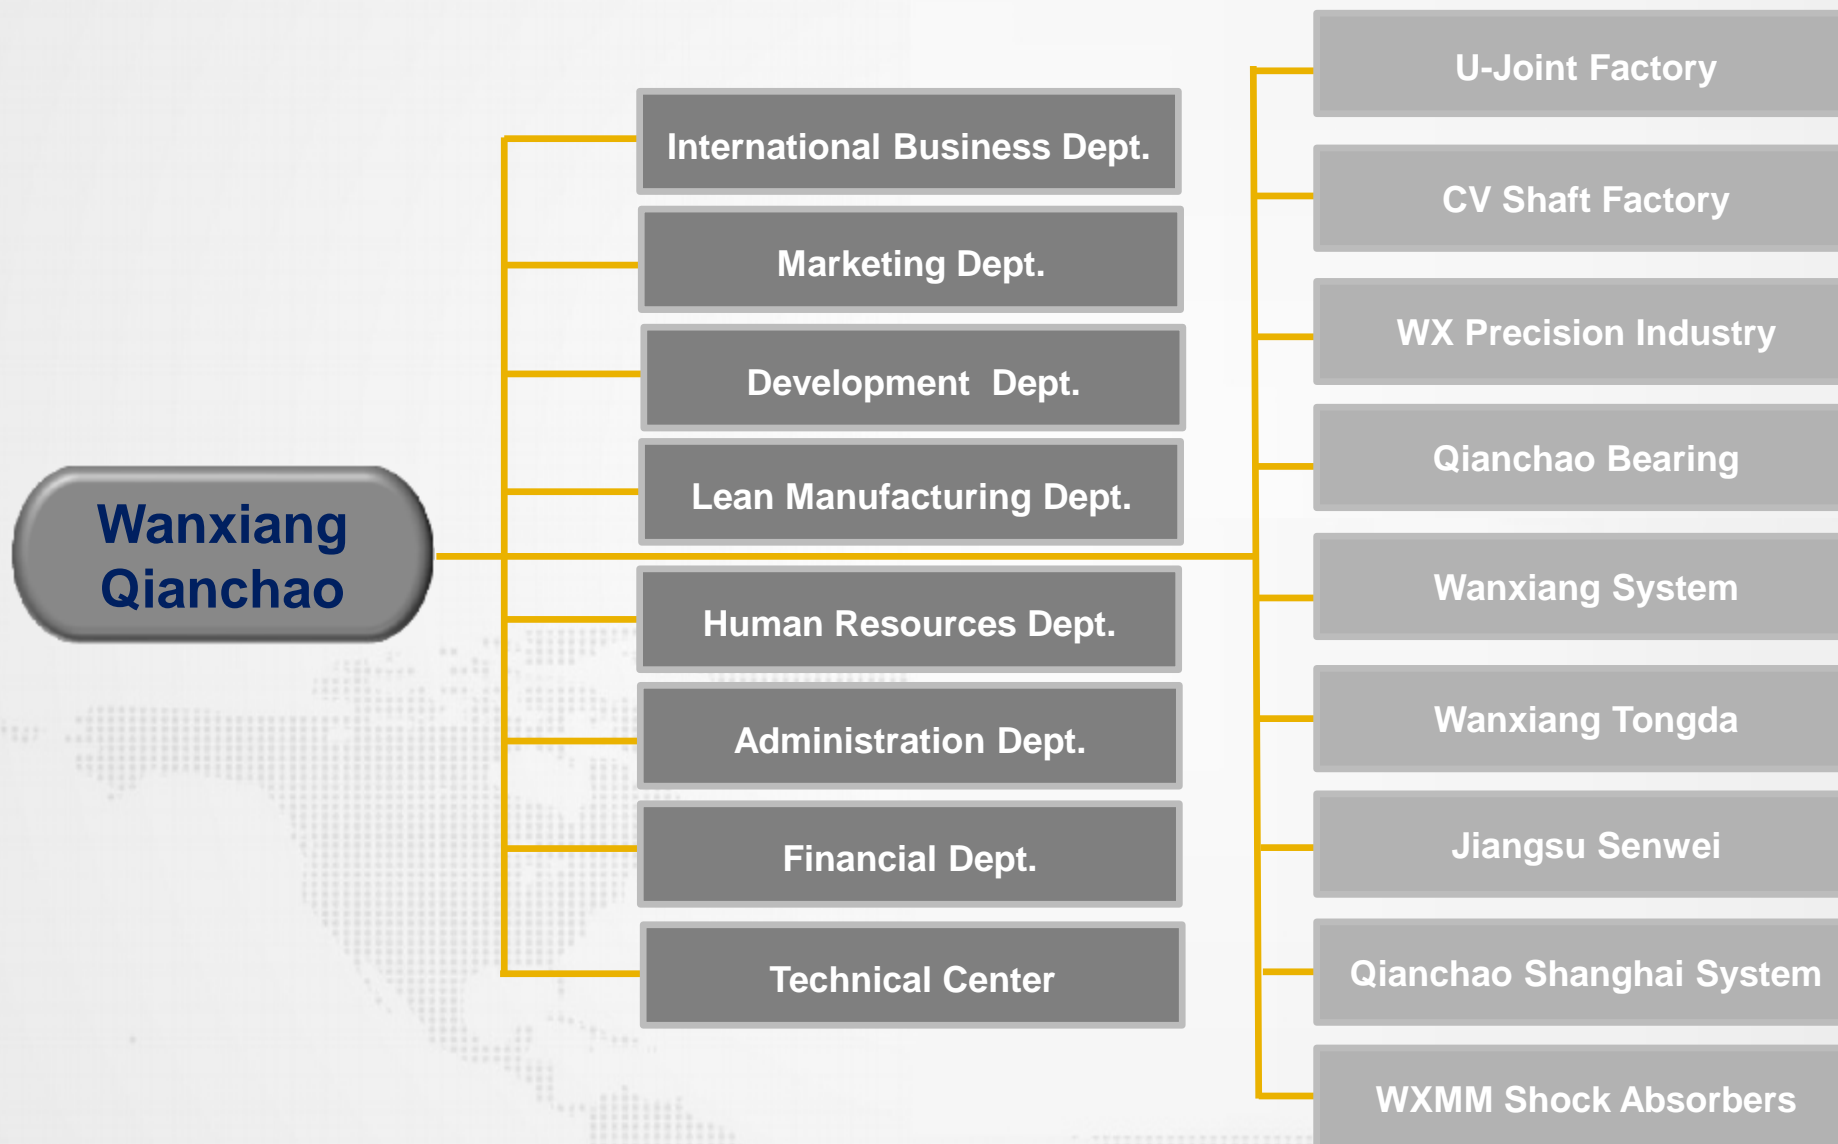 Wanxiang
Qianchao
International Business Dept.
Marketing Dept.
Development  Dept.
Lean Manufacturing Dept.
Human Resources Dept.
Administration Dept.
Financial Dept.
Technical Center
U-Joint Factory
CV Shaft Factory
WX Precision Industry
Qianchao Bearing
Wanxiang System
Wanxiang Tongda
Jiangsu Senwei
Qianchao Shanghai System
WXMM Shock Absorbers